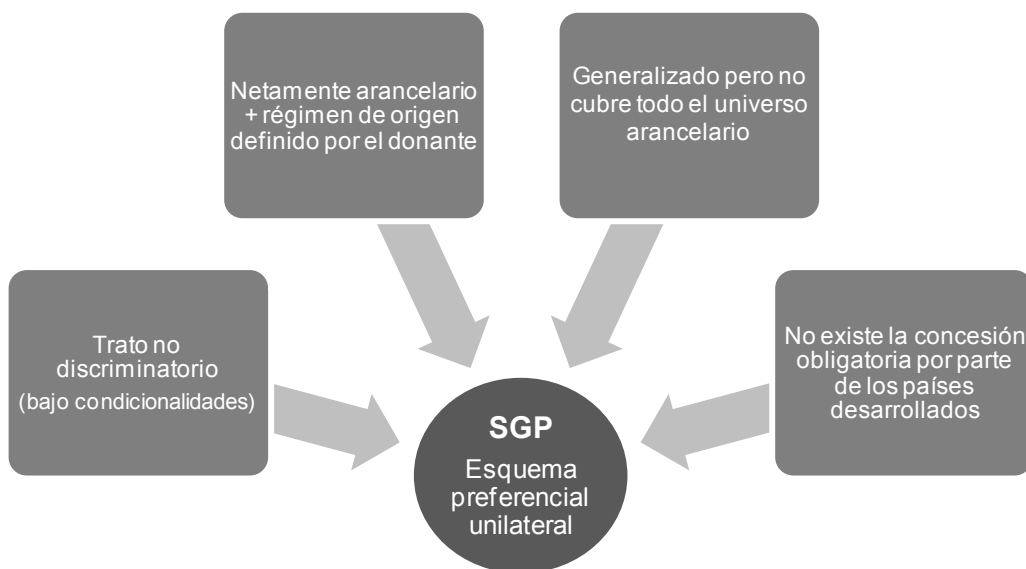 Netamente arancelario
+ régimen de origen
definido por el donante
Generalizado pero no
cubre todo el universo
arancelario
Trato no
discriminatorio
(bajo condicionalidades)
No existe la concesión
obligatoria por parte
de los países
desarrollados
SGP
Esquema
preferencial
unilateral